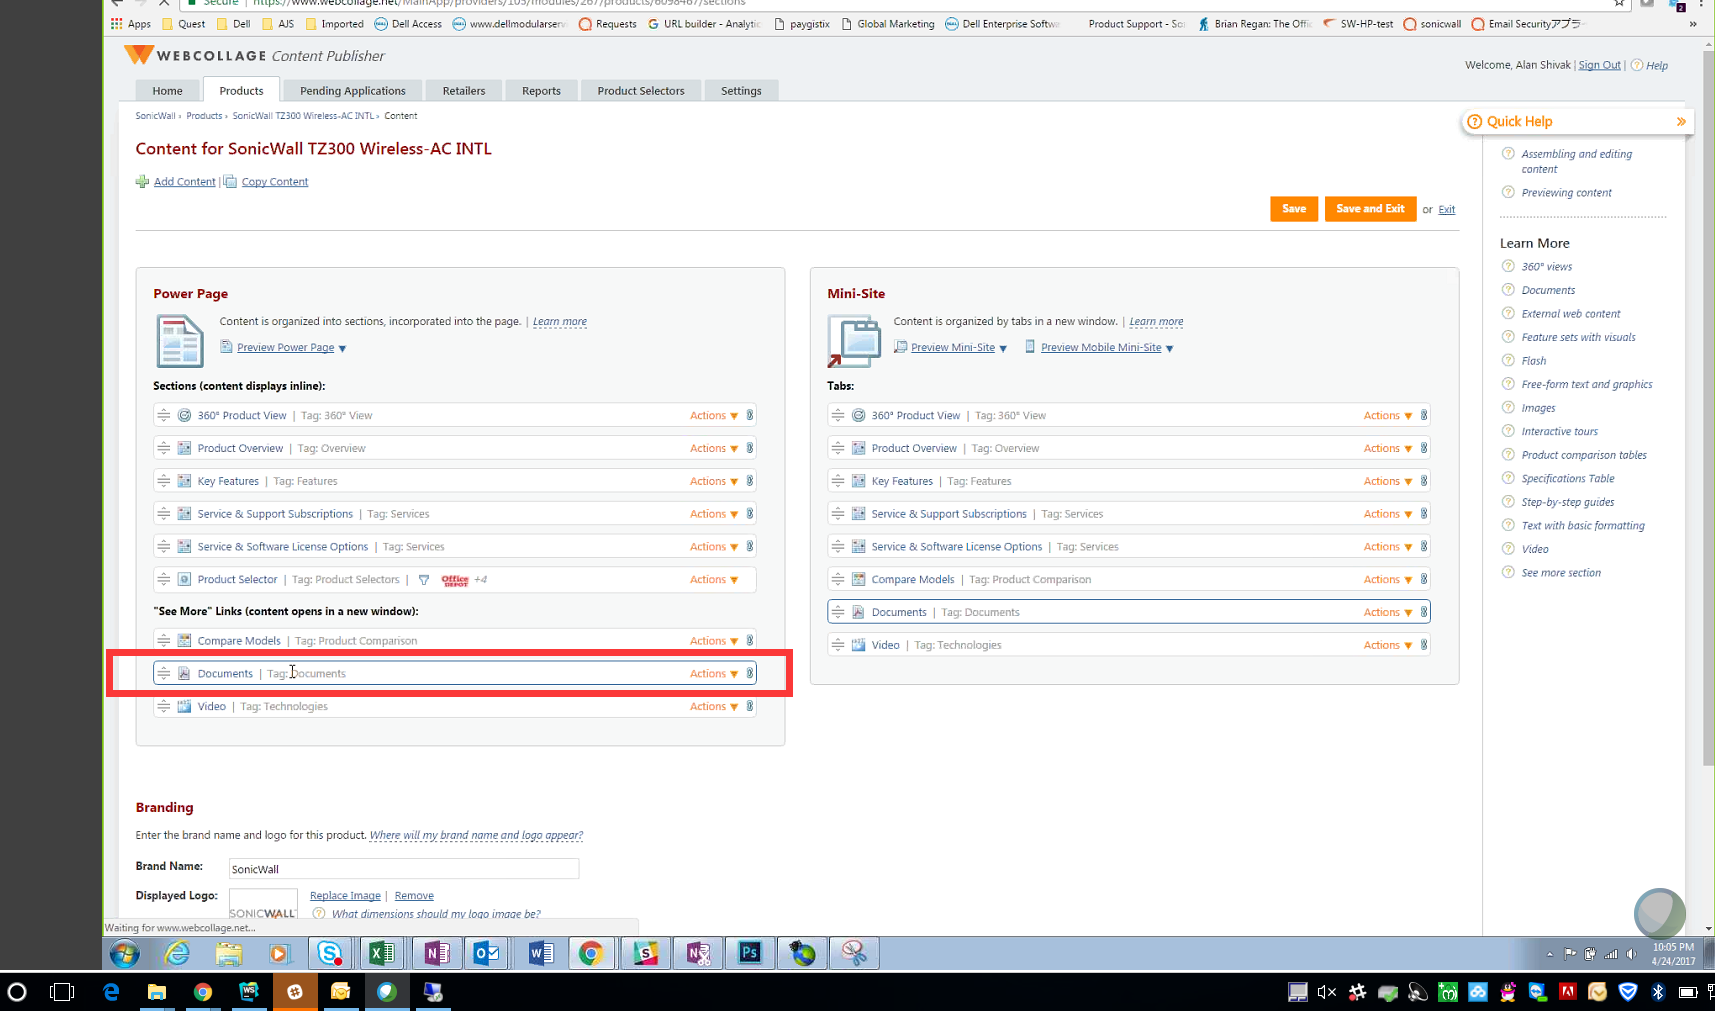 Secure | https://www.webcollage.net/MainApp/providers/105/modules/267/products/6098467/sections
Apps Quest Dell AJS Imported Dell Access www.dellmodularserv Requests URL builder - Analytic paygistix Global Marketing Dell Enterprise Softwa Product Support - So Brian Regan: The Offic SW-HP-test sonicwall Email Securityアプラー »
WEBCOLLAGE Content Publisher
Welcome, Alan Shivak | Sign Out | Help
Home Products Pending Applications Retailers Reports Product Selectors Settings
SonicWall › Products › SonicWall TZ300 Wireless-AC INTL › Content
Quick Help »
Content for SonicWall TZ300 Wireless-AC INTL
Assembling and editing
content
Add Content | Copy Content
Previewing content
Save Save and Exit or Exit
Learn More
360° views
Documents
External web content
Feature sets with visuals
Flash
Free-form text and graphics
Images
Interactive tours
Product comparison tables
Specifications Table
Step-by-step guides
Text with basic formatting
Video
See more section
Power Page
Content is organized into sections, incorporated into the page. | Learn more
Preview Power Page ▼
Sections (content displays inline):
360° Product View | Tag: 360° View Actions ▼
Product Overview | Tag: Overview Actions ▼
Key Features | Tag: Features Actions ▼
Service & Support Subscriptions | Tag: Services Actions ▼
Service & Software License Options | Tag: Services Actions ▼
Product Selector | Tag: Product Selectors | Office DEPOT +4 Actions ▼
"See More" Links (content opens in a new window):
Compare Models | Tag: Product Comparison Actions ▼
Documents | Tag: Documents Actions ▼
Video | Tag: Technologies Actions ▼
Mini-Site
Content is organized by tabs in a new window. | Learn more
Preview Mini-Site ▼ Preview Mobile Mini-Site ▼
Tabs:
360° Product View | Tag: 360° View Actions ▼
Product Overview | Tag: Overview Actions ▼
Key Features | Tag: Features Actions ▼
Service & Support Subscriptions | Tag: Services Actions ▼
Service & Software License Options | Tag: Services Actions ▼
Compare Models | Tag: Product Comparison Actions ▼
Documents | Tag: Documents Actions ▼
Video | Tag: Technologies Actions ▼
Branding
Enter the brand name and logo for this product. Where will my brand name and logo appear?
Brand Name: SonicWall
Displayed Logo: Replace Image | Remove
SONICWALL What dimensions should my logo image be?
Waiting for www.webcollage.net...
10:05 PM
4/24/2017